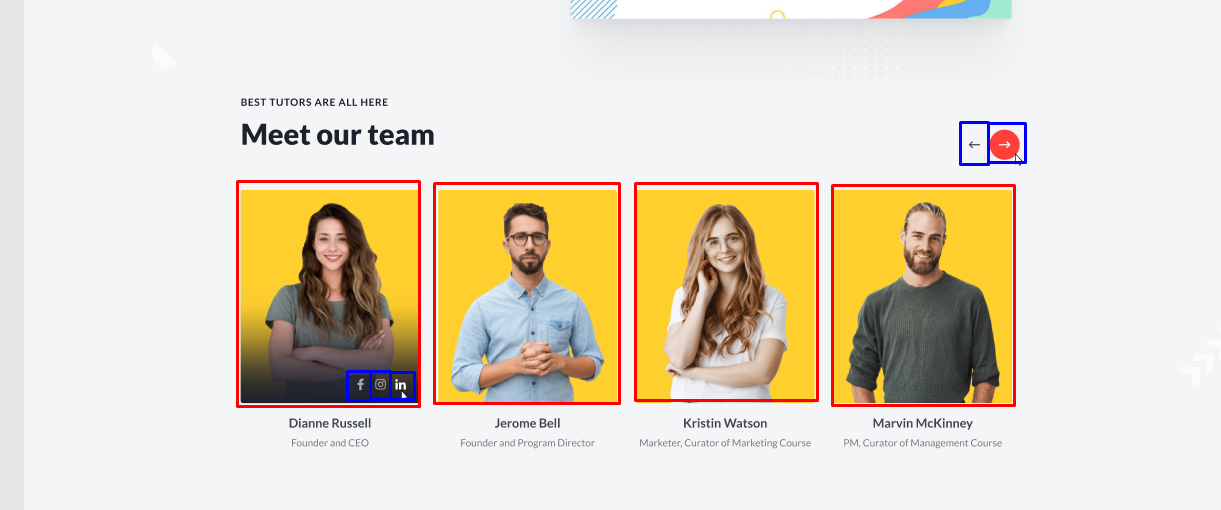 BEST TUTORS ARE ALL HERE
Meet our team
← →
f in
Dianne Russell
Founder and CEO
Jerome Bell
Founder and Program Director
Kristin Watson
Marketer, Curator of Marketing Course
Marvin McKinney
PM, Curator of Management Course